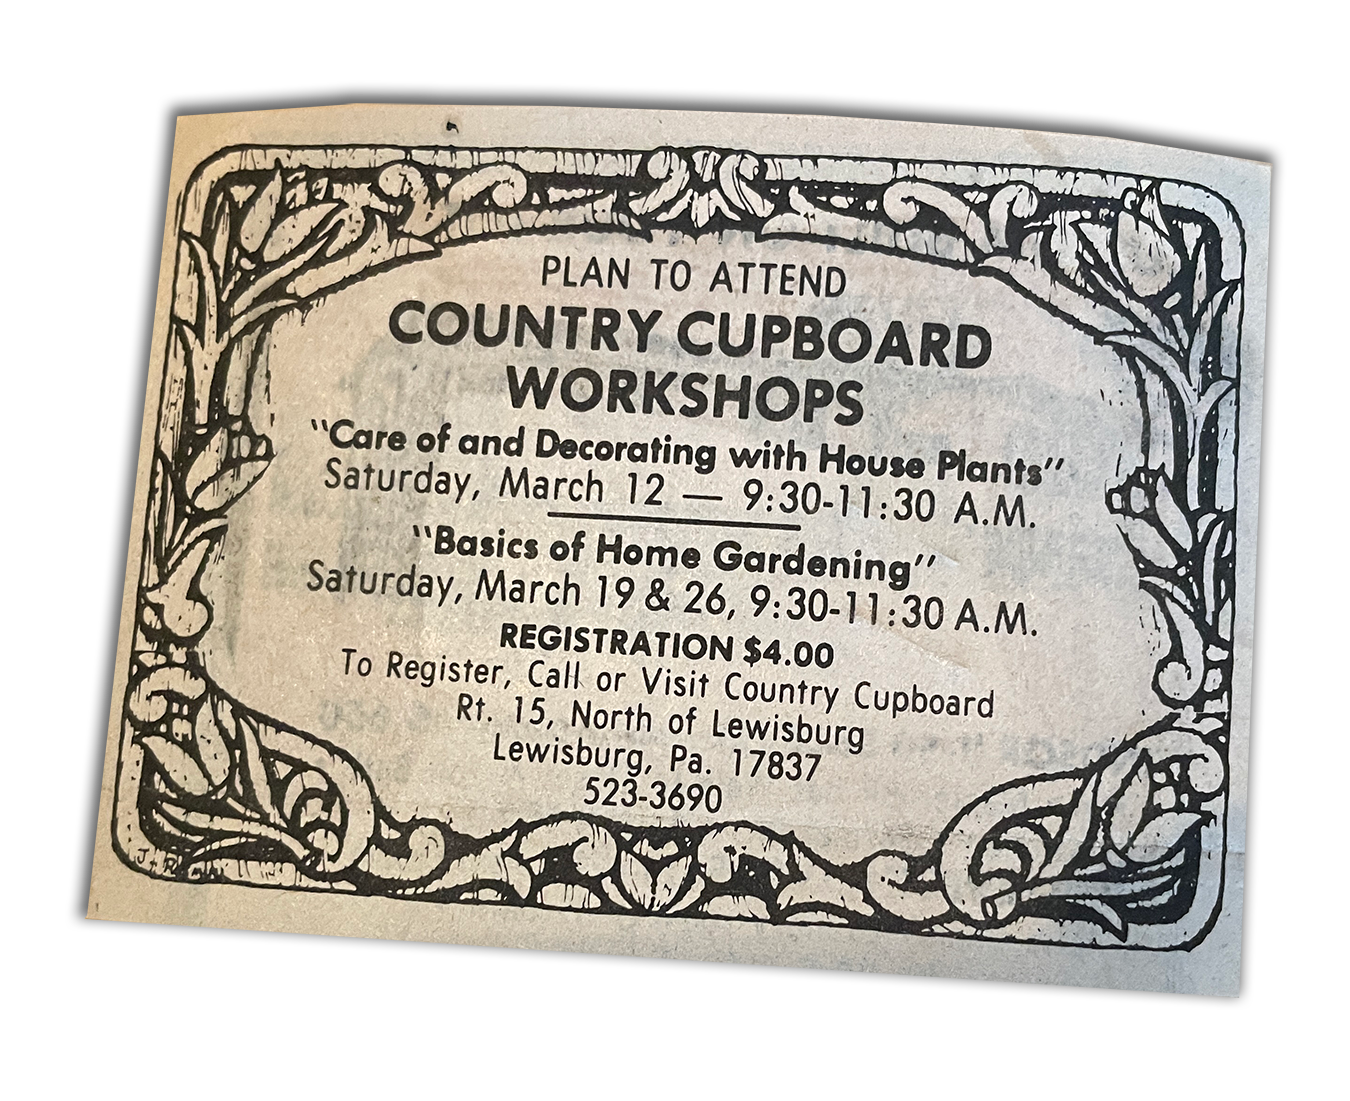 PLAN TO ATTEND
COUNTRY CUPBOARD
WORKSHOPS
"Care of and Decorating with House Plants"
Saturday, March 12 — 9:30-11:30 A.M.
"Basics of Home Gardening"
Saturday, March 19 & 26, 9:30-11:30 A.M.
REGISTRATION $4.00
To Register, Call or Visit Country Cupboard
Rt. 15, North of Lewisburg
Lewisburg, Pa. 17837
523-3690